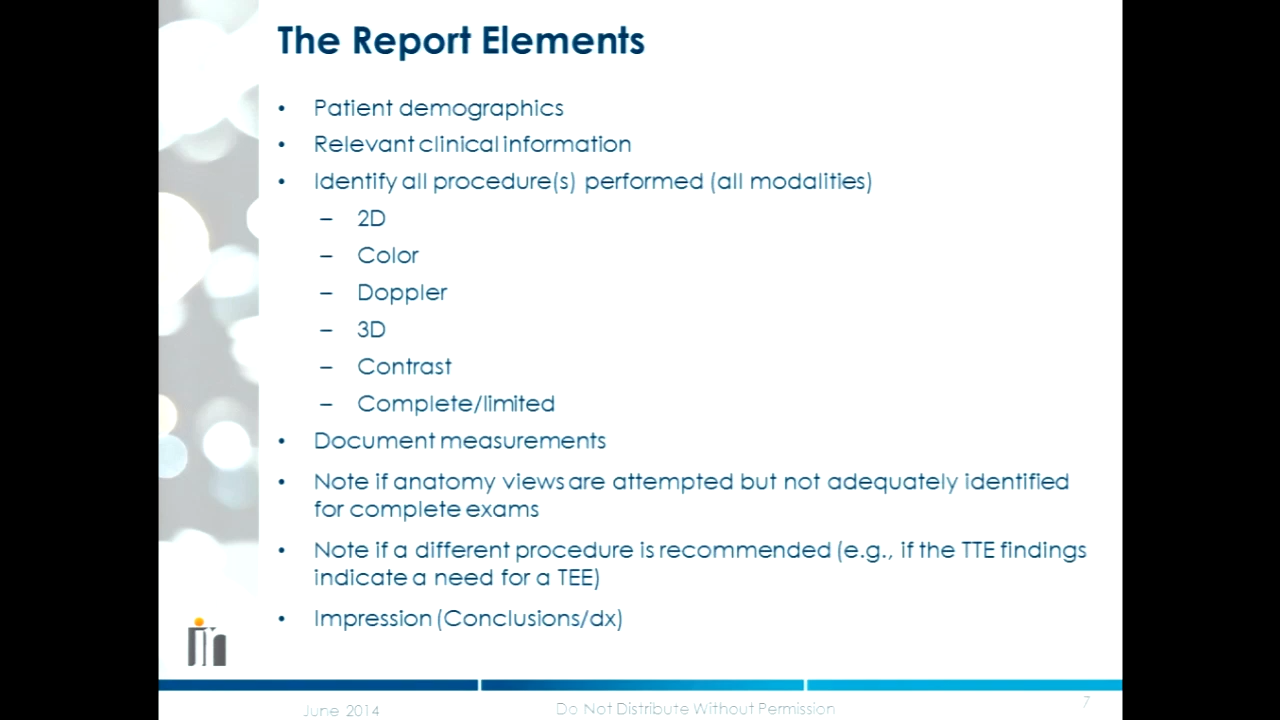 The Report Elements
• Patient demographics
• Relevant clinical information
• Identify all procedure(s) performed (all modalities)
– 2D
– Color
– Doppler
– 3D
– Contrast
– Complete/limited
• Document measurements
• Note if anatomy views are attempted but not adequately identified
for complete exams
• Note if a different procedure is recommended (e.g., if the TTE findings
indicate a need for a TEE)
• Impression (Conclusions/dx)
June 2014
Do Not Distribute Without Permission
7